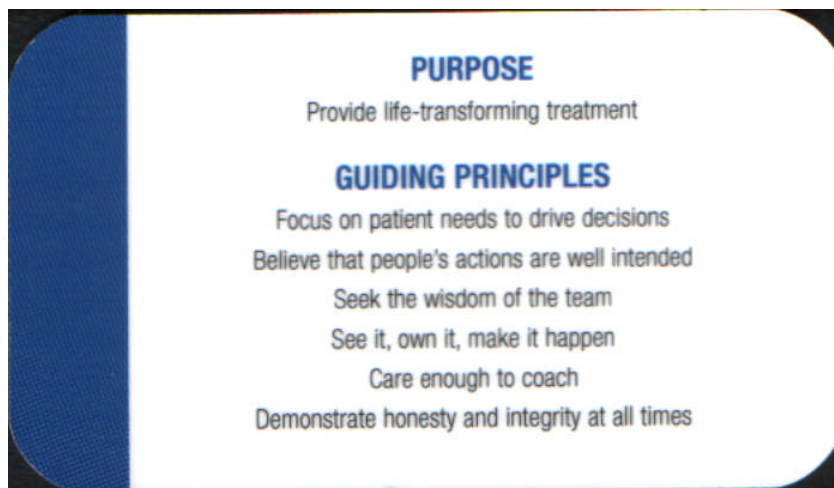 PURPOSE
Provide life-transforming treatment
GUIDING PRINCIPLES
Focus on patient needs to drive decisions
Believe that people's actions are well intended
Seek the wisdom of the team
See it, own it, make it happen
Care enough to coach
Demonstrate honesty and integrity at all times